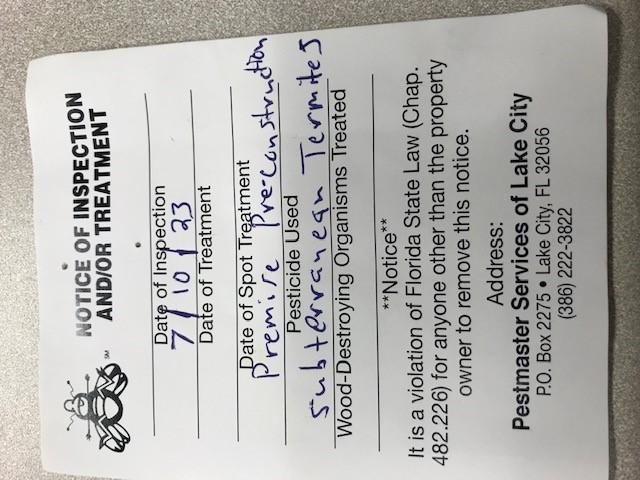 NOTICE OF INSPECTION
AND/OR TREATMENT
SM
Date of Inspection
7/10/23
Date of Treatment
Date of Spot Treatment
Premise Pre-construction
Pesticide Used
Subterranean Termites
Wood-Destroying Organisms Treated
**Notice**
It is a violation of Florida State Law (Chap.
482.226) for anyone other than the property
owner to remove this notice.
Address:
Pestmaster Services of Lake City
P.O. Box 2275 • Lake City, FL 32056
(386) 222-3822